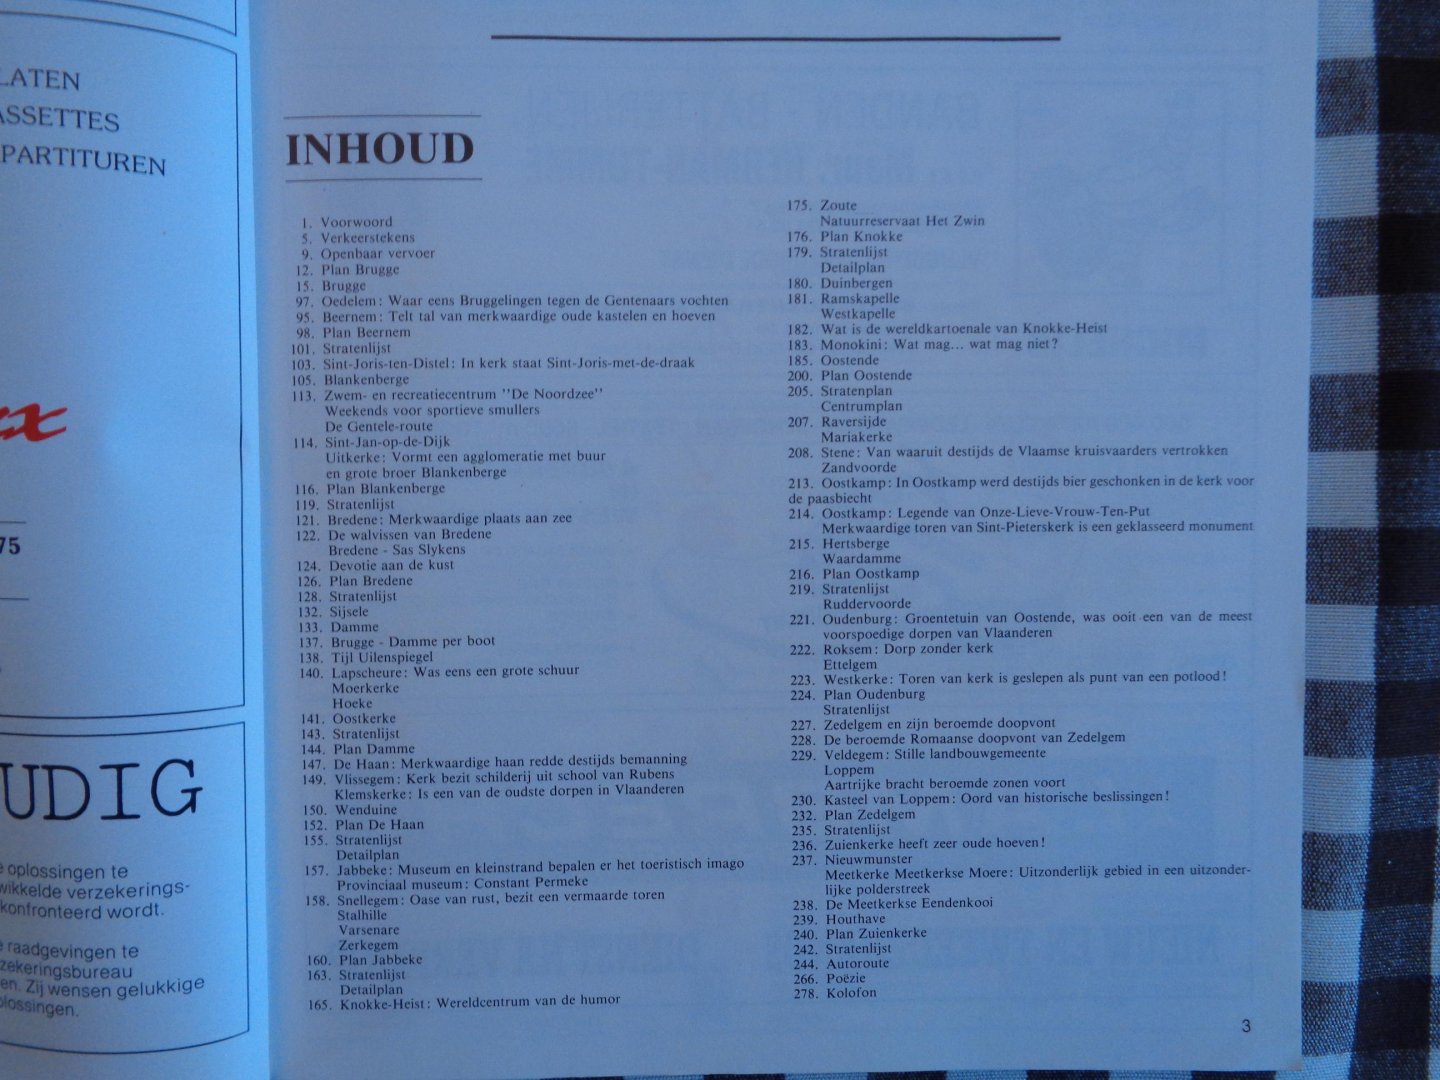 LATEN
ASSETTES
PARTITUREN
75
UDIG
oplossingen te
wikkelde verzekerings-
konfronteerd wordt.
raadgevingen te
zekeringsbureau
en. Zij wensen gelukkige
olossingen.
INHOUD
1. Voorwoord
5. Verkeerstekens
9. Openbaar vervoer
12. Plan Brugge
15. Brugge
97. Oedelem: Waar eens Bruggelingen tegen de Gentenaars vochten
95. Beernem: Telt tal van merkwaardige oude kastelen en hoeven
98. Plan Beernem
101. Stratenlijst
103. Sint-Joris-ten-Distel: In kerk staat Sint-Joris-met-de-draak
105. Blankenberge
113. Zwem- en recreatiecentrum "De Noordzee"
Weekends voor sportieve smullers
De Gentele-route
114. Sint-Jan-op-de-Dijk
Uitkerke: Vormt een agglomeratie met buur
en grote broer Blankenberge
116. Plan Blankenberge
119. Stratenlijst
121. Bredene: Merkwaardige plaats aan zee
122. De walvissen van Bredene
Bredene - Sas Slykens
124. Devotie aan de kust
126. Plan Bredene
128. Stratenlijst
132. Sijsele
133. Damme
137. Brugge - Damme per boot
138. Tijl Uilenspiegel
140. Lapscheure: Was eens een grote schuur
Moerkerke
Hoeke
141. Oostkerke
143. Stratenlijst
144. Plan Damme
147. De Haan: Merkwaardige haan redde destijds bemanning
149. Vlissegem: Kerk bezit schilderij uit school van Rubens
Klemskerke: Is een van de oudste dorpen in Vlaanderen
150. Wenduine
152. Plan De Haan
155. Stratenlijst
Detailplan
157. Jabbeke: Museum en kleinstrand bepalen er het toeristisch imago
Provinciaal museum: Constant Permeke
158. Snellegem: Oase van rust, bezit een vermaarde toren
Stalhille
Varsenare
Zerkegem
160. Plan Jabbeke
163. Stratenlijst
Detailplan
165. Knokke-Heist: Wereldcentrum van de humor
175. Zoute
Natuurreservaat Het Zwin
176. Plan Knokke
179. Stratenlijst
Detailplan
180. Duinbergen
181. Ramskapelle
Westkapelle
182. Wat is de wereldkartoenale van Knokke-Heist
183. Monokini: Wat mag... wat mag niet?
185. Oostende
200. Plan Oostende
205. Stratenplan
Centrumplan
207. Raversijde
Mariakerke
208. Stene: Van waaruit destijds de Vlaamse kruisvaarders vertrokken
Zandvoorde
213. Oostkamp: In Oostkamp werd destijds bier geschonken in de kerk voor
de paasbiecht
214. Oostkamp: Legende van Onze-Lieve-Vrouw-Ten-Put
Merkwaardige toren van Sint-Pieterskerk is een geklasseerd monument
215. Hertsberge
Waardamme
216. Plan Oostkamp
219. Stratenlijst
Ruddervoorde
221. Oudenburg: Groentetuin van Oostende, was ooit een van de meest
voorspoedige dorpen van Vlaanderen
222. Roksem: Dorp zonder kerk
Ettelgem
223. Westkerke: Toren van kerk is geslepen als punt van een potlood!
224. Plan Oudenburg
Stratenlijst
227. Zedelgem en zijn beroemde doopvont
228. De beroemde Romaanse doopvont van Zedelgem
229. Veldegem: Stille landbouwgemeente
Loppem
Aartrijke bracht beroemde zonen voort
230. Kasteel van Loppem: Oord van historische beslissingen!
232. Plan Zedelgem
235. Stratenlijst
236. Zuienkerke heeft zeer oude hoeven!
237. Nieuwmunster
Meetkerke Meetkerkse Moere: Uitzonderlijk gebied in een uitzonder-
lijke polderstreek
238. De Meetkerkse Eendenkooi
239. Houthave
240. Plan Zuienkerke
242. Stratenlijst
244. Autoroute
266. Poëzie
278. Kolofon
3